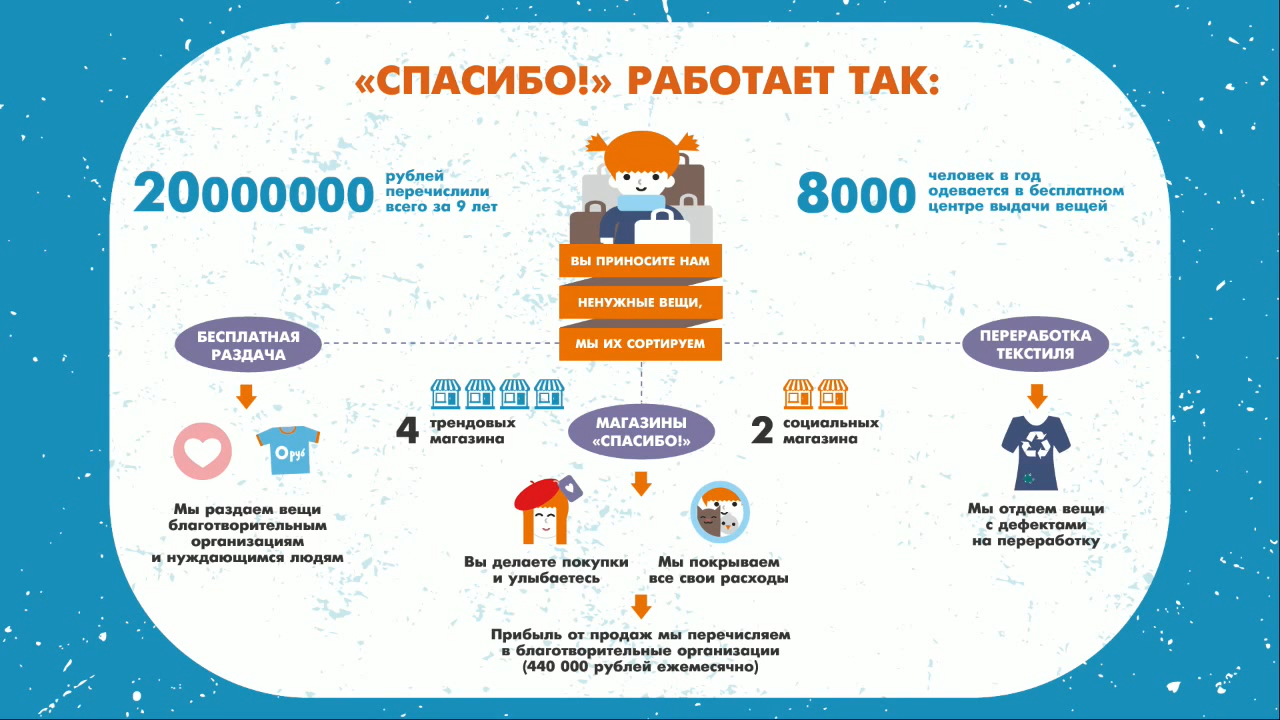 «СПАСИБО!» РАБОТАЕТ ТАК:
20000000
рублей
перечислили
всего за 9 лет
8000
человек в год
одевается в бесплатном
центре выдачи вещей
ВЫ ПРИНОСИТЕ НАМ
НЕНУЖНЫЕ ВЕЩИ,
МЫ ИХ СОРТИРУЕМ
БЕСПЛАТНАЯ
РАЗДАЧА
0 руб
Мы раздаем вещи
благотворительным
организациям
и нуждающимся людям
4
трендовых
магазина
МАГАЗИНЫ
«СПАСИБО!»
2
социальных
магазина
Вы делаете покупки
и улыбаетесь
Мы покрываем
все свои расходы
Прибыль от продаж мы перечисляем
в благотворительные организации
(440 000 рублей ежемесячно)
ПЕРЕРАБОТКА
ТЕКСТИЛЯ
Мы отдаем вещи
с дефектами
на переработку